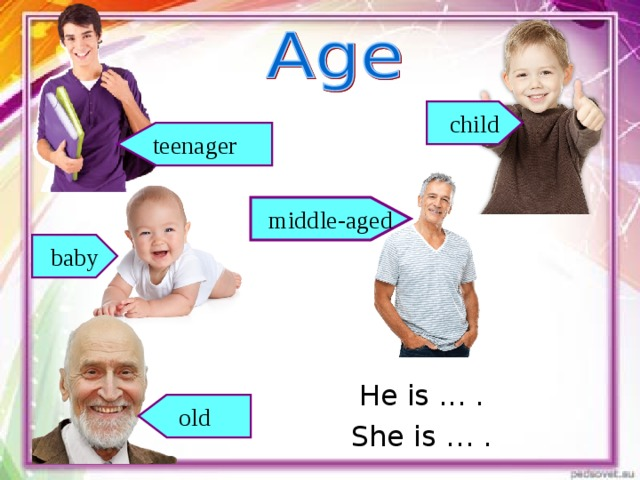 Age
child
teenager
middle-aged
baby
old
He is ... .
She is ... .
pedsovet.su